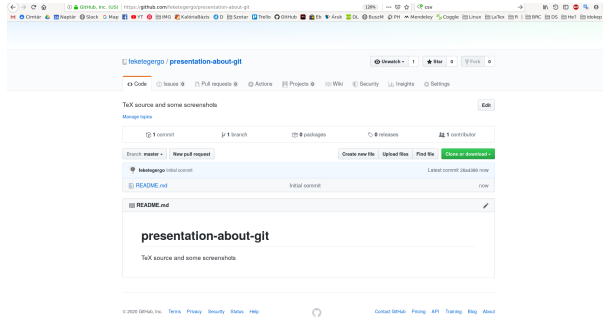 GitHub, Inc. (US) https://github.com/feketegergo/presentation-about-git 120% csv
feketegergo / presentation-about-git
Unwatch 1 Star 0 Fork 0
Code Issues 0 Pull requests 0 Actions Projects 0 Wiki Security Insights Settings
TeX source and some screenshots Edit
Manage topics
1 commit 1 branch 0 packages 0 releases 1 contributor
Branch: master New pull request Create new file Upload files Find file Clone or download
feketegergo Initial commit Latest commit now
README.md Initial commit now
README.md
presentation-about-git
TeX source and some screenshots
© 2020 GitHub, Inc. Terms Privacy Security Status Help Contact GitHub Pricing API Training Blog About